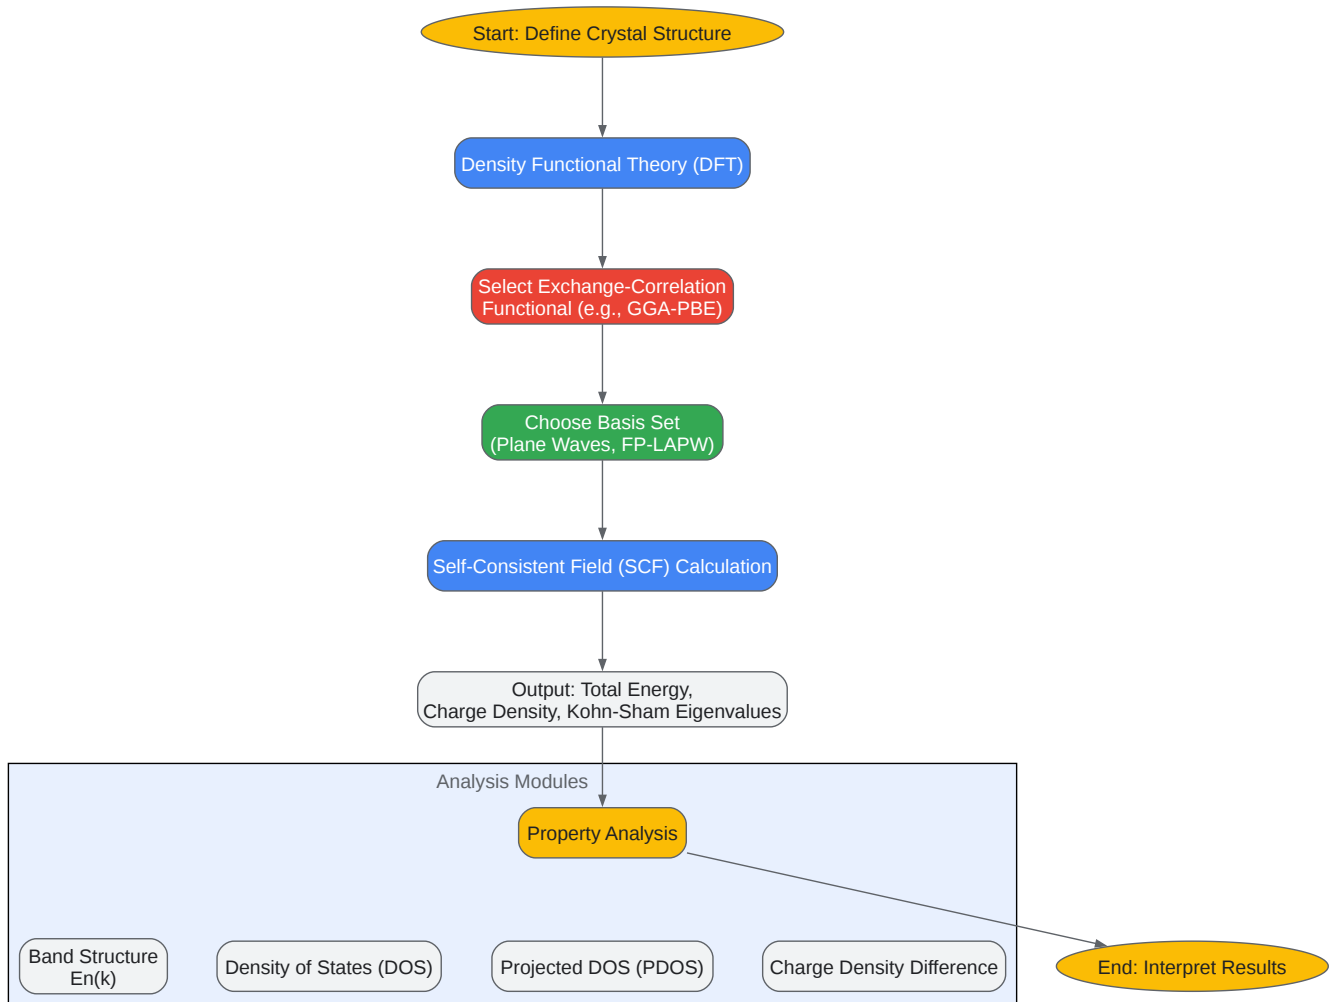 Start: Define Crystal Structure
Density Functional Theory (DFT)
Select Exchange-Correlation
Functional (e.g., GGA-PBE)
Choose Basis Set
(Plane Waves, FP-LAPW)
Self-Consistent Field (SCF) Calculation
Output: Total Energy,
Charge Density, Kohn-Sham Eigenvalues
Analysis Modules
Property Analysis
Band Structure
En(k)
Density of States (DOS)
Projected DOS (PDOS)
Charge Density Difference
End: Interpret Results